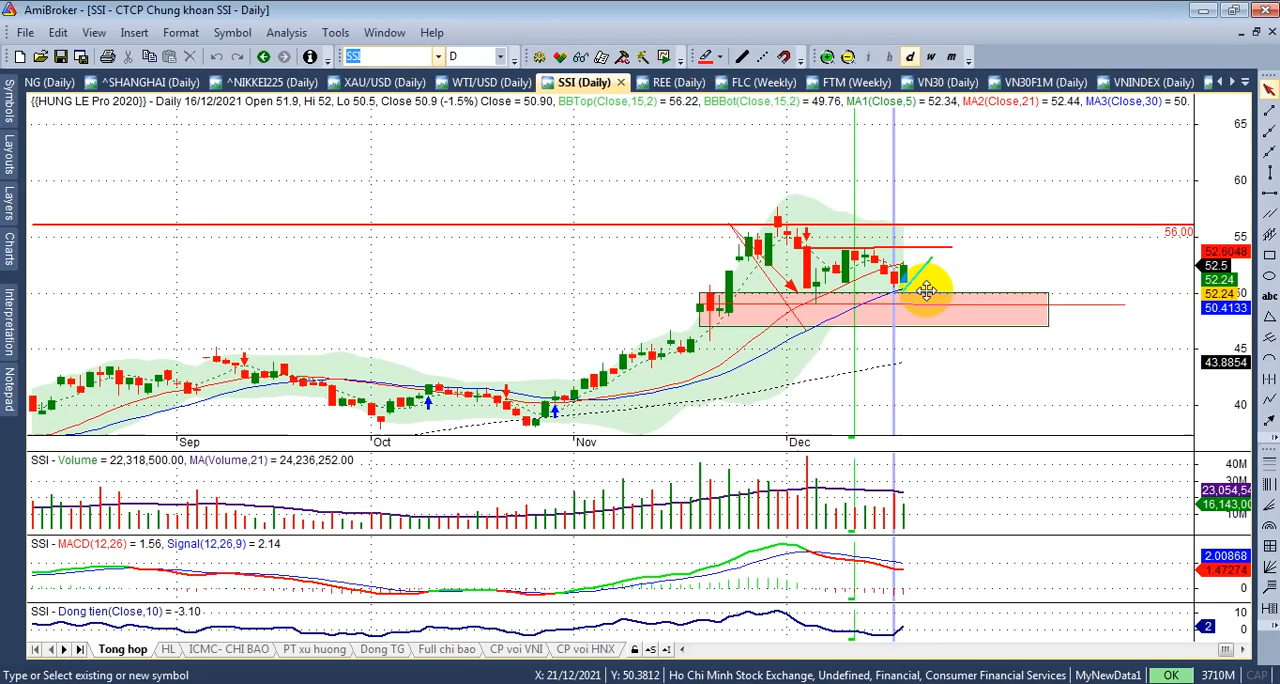 AmiBroker - [SSI - CTCP Chung khoan SSI - Daily]
File Edit View Insert Format Symbol Analysis Tools Window Help
SSI D i h d w m
NG (Daily) ^SHANGHAI (Daily) ^NIKKEI225 (Daily) XAU/USD (Daily) WTI/USD (Daily) SSI (Daily) REE (Daily) FLC (Weekly) FTM (Weekly) VN30 (Daily) VN30F1M (Daily) VNINDEX (Daily)
{{HUNG LE Pro 2020}} - Daily 16/12/2021 Open 51.9, Hi 52, Lo 50.5, Close 50.9 (-1.5%) Close = 50.90, BBTop(Close,15,2) = 56.22, BBBot(Close,15,2) = 49.76, MA1(Close,5) = 52.34, MA2(Close,21) = 52.44, MA3(Close,30) = 50.
Symbols
Layouts
Layers
Charts
Interpretation
Notepad
abc
65
60
56.00
55
52.6048
52.5
52.24
52.24
50.4133
45
43.8854
40
Sep Oct Nov Dec
SSI - Volume = 22,318,500.00, MA(Volume,21) = 24,236,252.00
40M
30M
23,054,54
16,143,00
10M
SSI - MACD(12,26) = 1.56, Signal(12,26,9) = 2.14
2.00868
1.47274
0
SSI - Dong tien(Close,10) = -3.10
10
2
0
Tong hop HL ICMC- CHI BAO PT xu huong Dong TG Full chi bao CP voi VNI CP voi HNX
Type or Select existing or new symbol X: 21/12/2021 Y: 50.3812 Ho Chi Minh Stock Exchange, Undefined, Financial, Consumer Financial Services MyNewData1 OK 3710M CAP